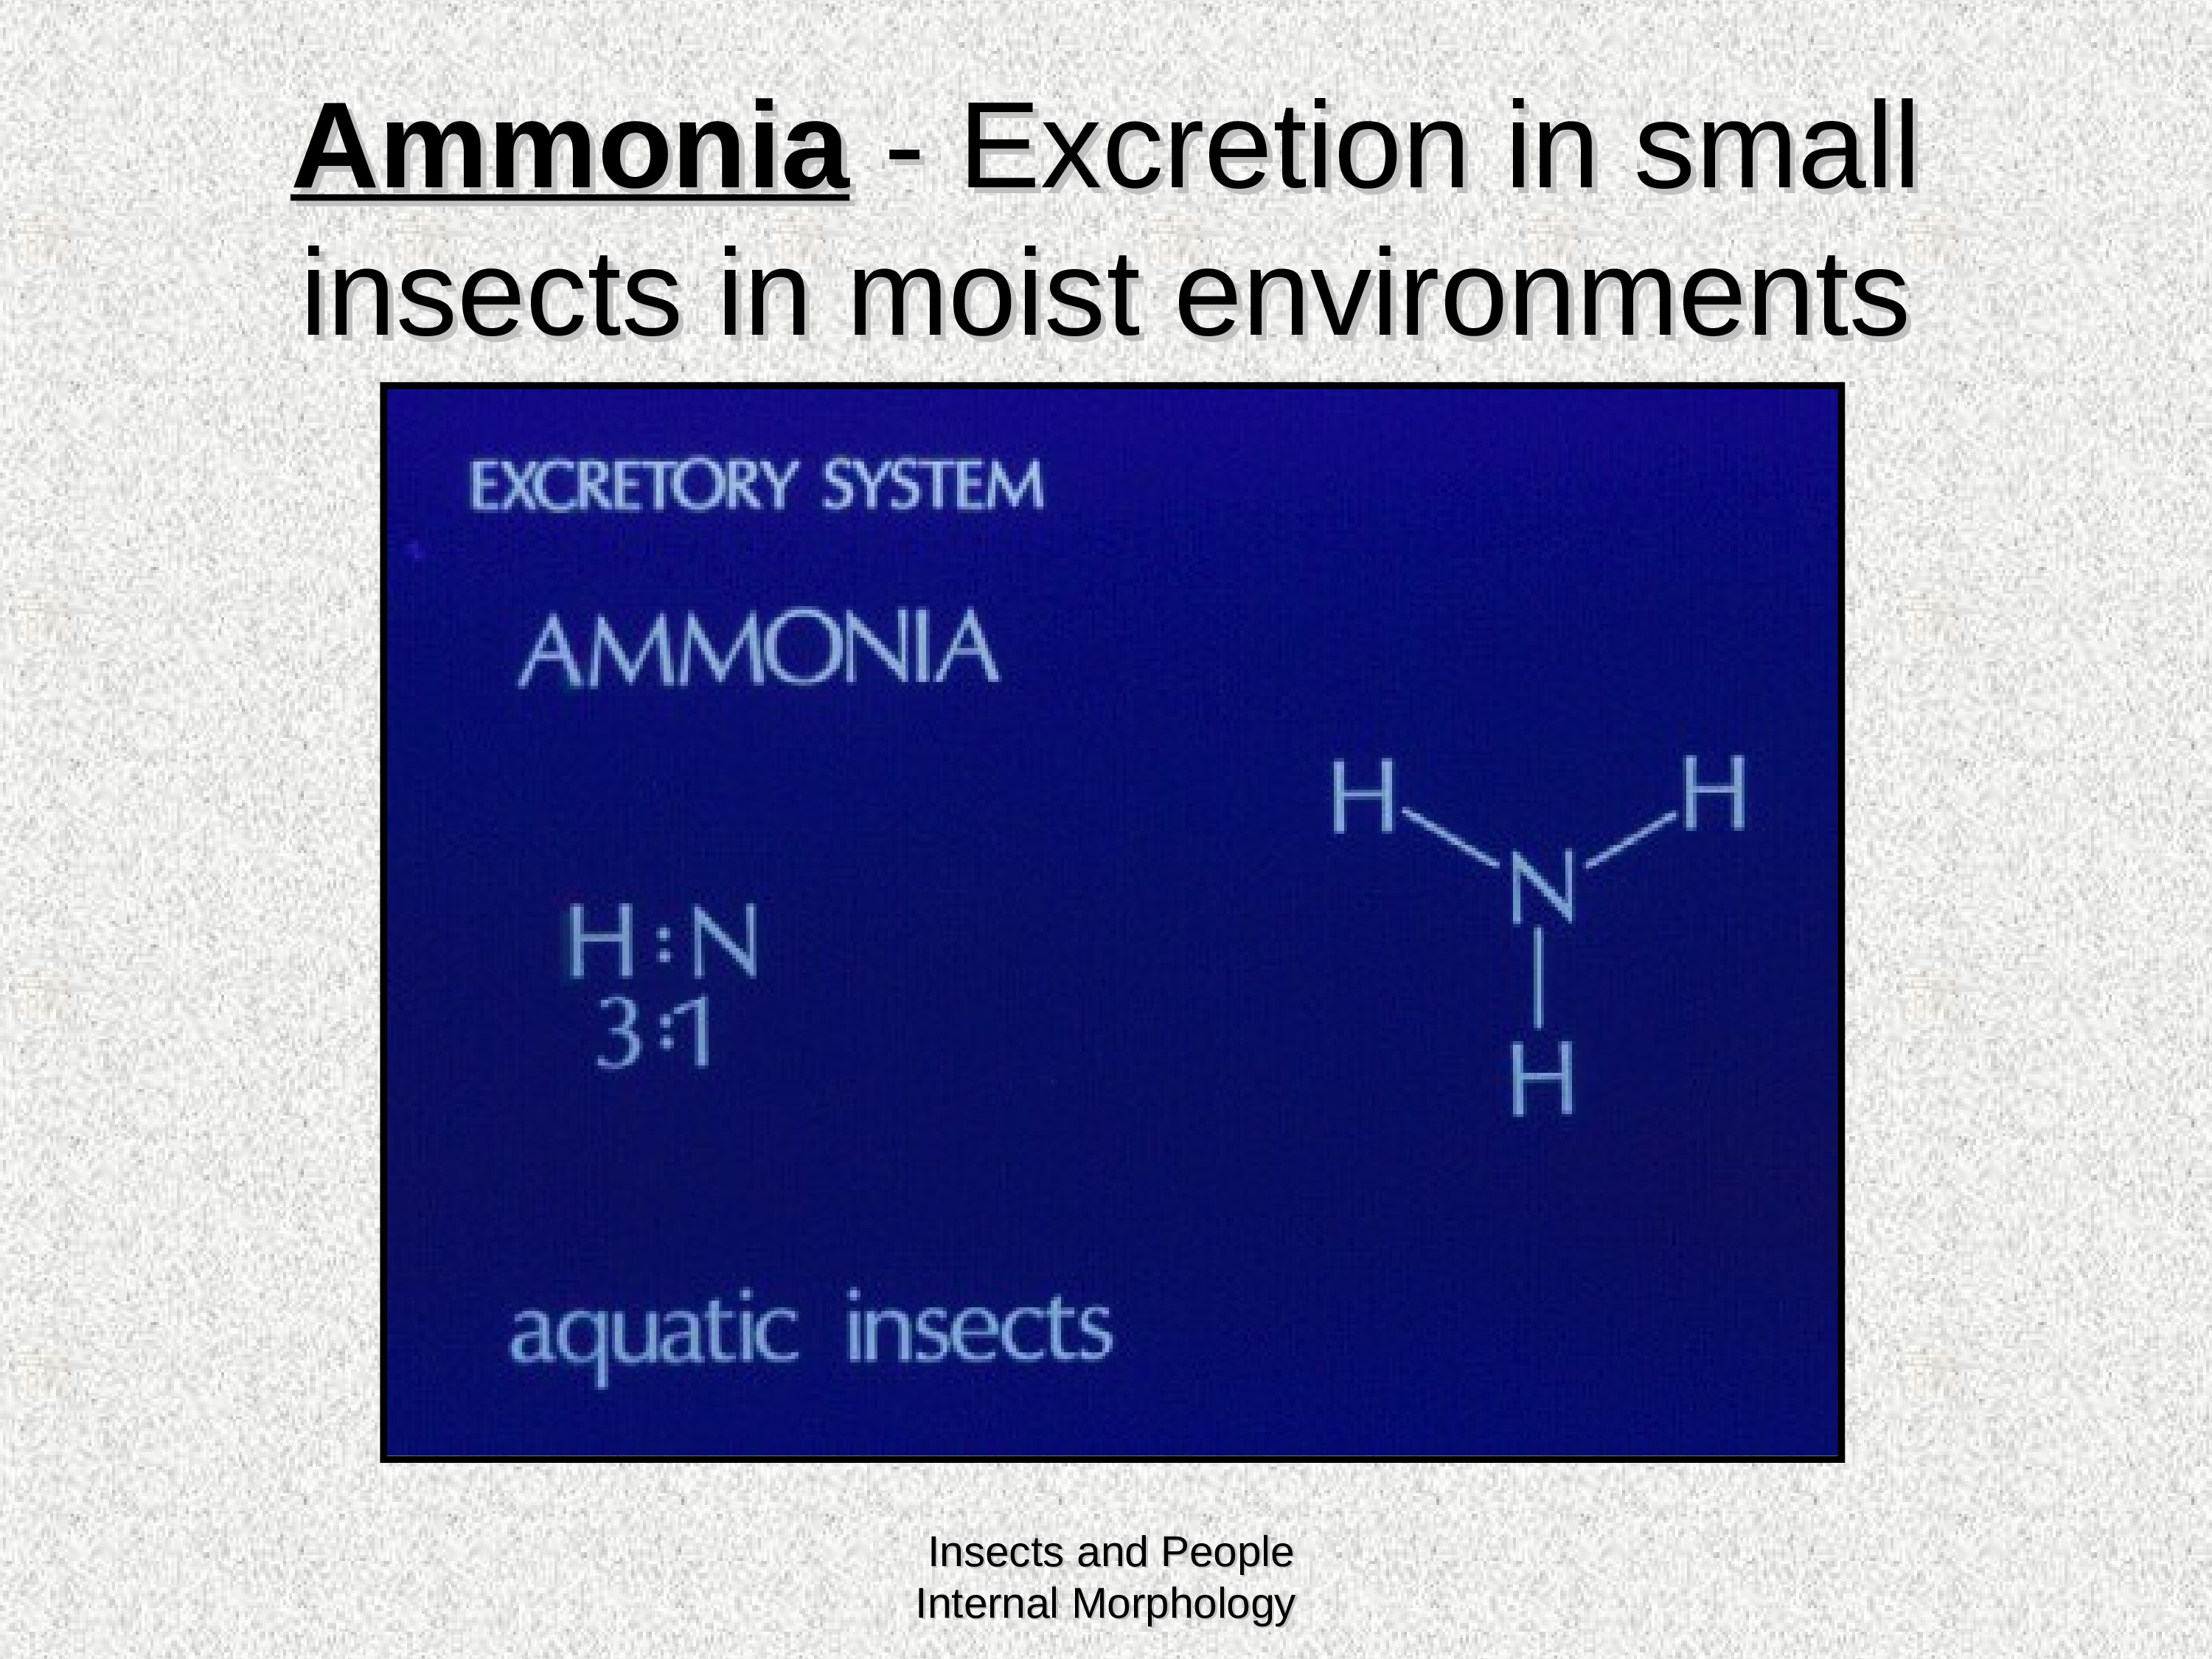 Ammonia - Excretion in small
insects in moist environments
EXCRETORY SYSTEM
AMMONIA
H H
N
H : N
3 : 1
H
aquatic insects
Insects and People
Internal Morphology